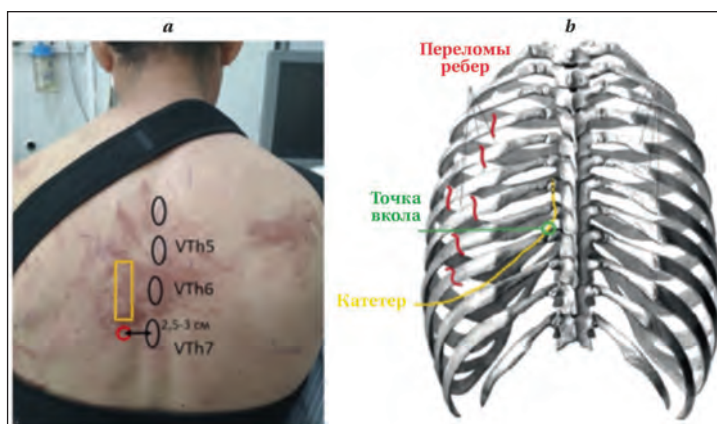 a
VTh5
VTh6
2,5-3 см
VTh7
b
Переломы
ребер
Точка
вкола
Катетер